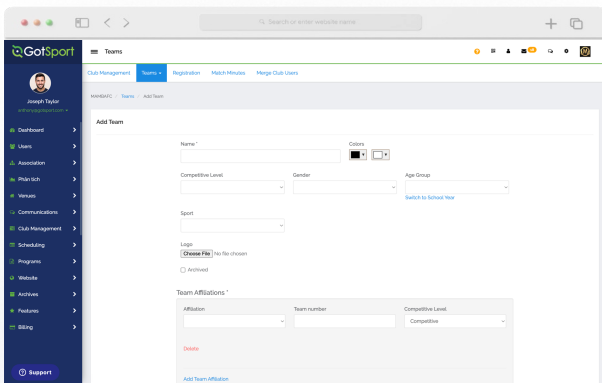 Search or enter website name
GotSport
Teams
Club Management
Teams
Registration
Match Minutes
Merge Club Users
Joseph Taylor
MAMBAFC / Teams / Add Team
Add Team
Dashboard
Users
Association
Phân tích
Venues
Communications
Club Management
Scheduling
Programs
Website
Archives
Features
Billing
Support
Name *
Colors
Competitive Level
Gender
Age Group
Switch to School Year
Sport
Logo
Choose File No file chosen
Archived
Team Affiliations *
Affiliation
Team number
Competitive Level
Competitive
Delete
Add Team Affiliation